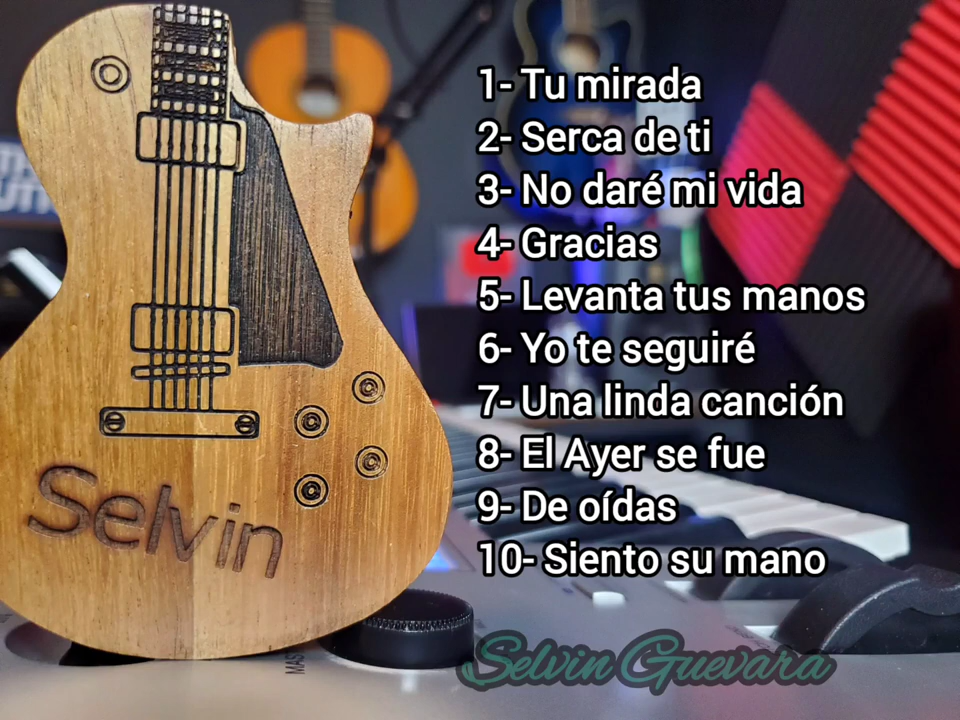 1- Tu mirada
2- Serca de ti
3- No daré mi vida
4- Gracias
5- Levanta tus manos
6- Yo te seguiré
7- Una linda canción
8- El Ayer se fue
9- De oídas
10- Siento su mano
Selvin
Selvin Guevara